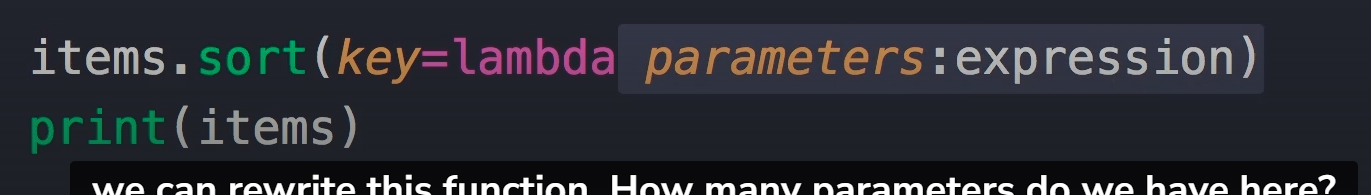 items.sort(key=lambda parameters:expression)
print(items)
we can rewrite this function. How many parameters do we have here?